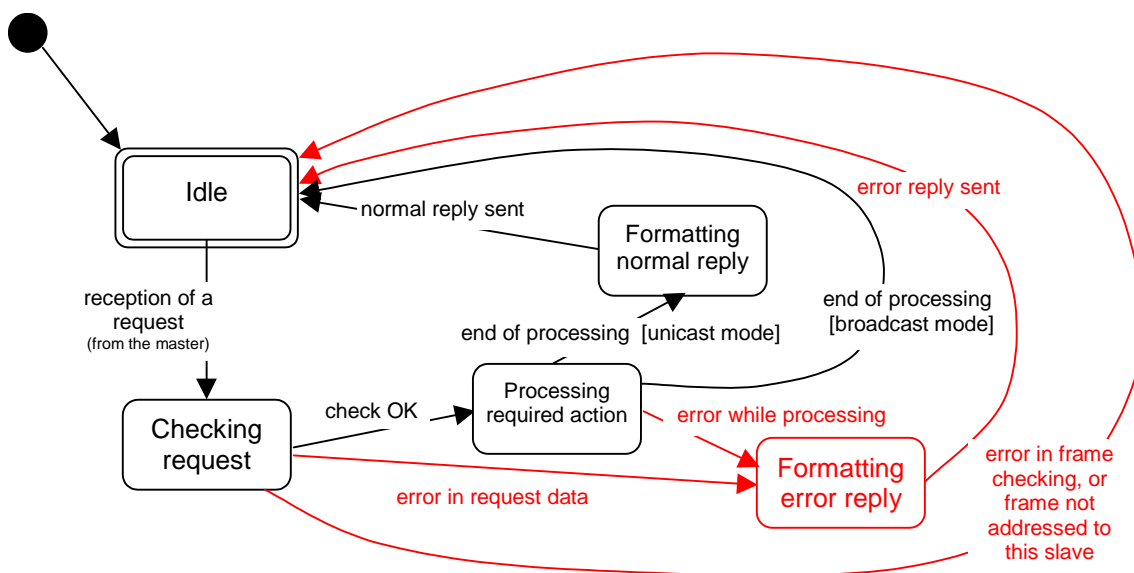 Idle
error reply sent
normal reply sent
Formatting
normal reply
reception of a
request
(from the master)
end of processing
[broadcast mode]
end of processing  [unicast mode]
Processing
required action
check OK
error while processing
Checking
request
error in frame
checking, or
frame not
addressed to
this slave
Formatting
error reply
error in request data